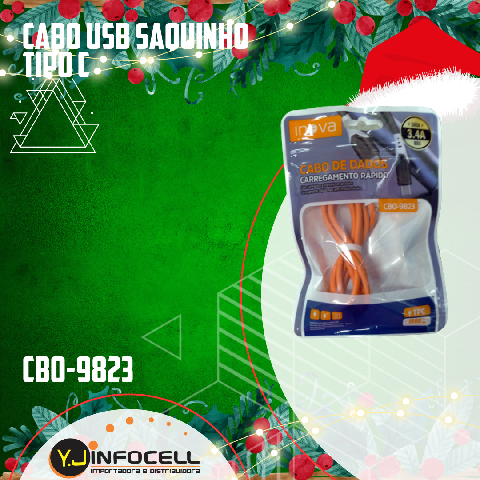 CABO USB SAQUINHO
TIPO C
inova
3.4A
CABO DE DADOS
CARREGAMENTO RÁPIDO
CBO-9823
CBO-9823
Y.J INFOCELL
importadora e distribuidora